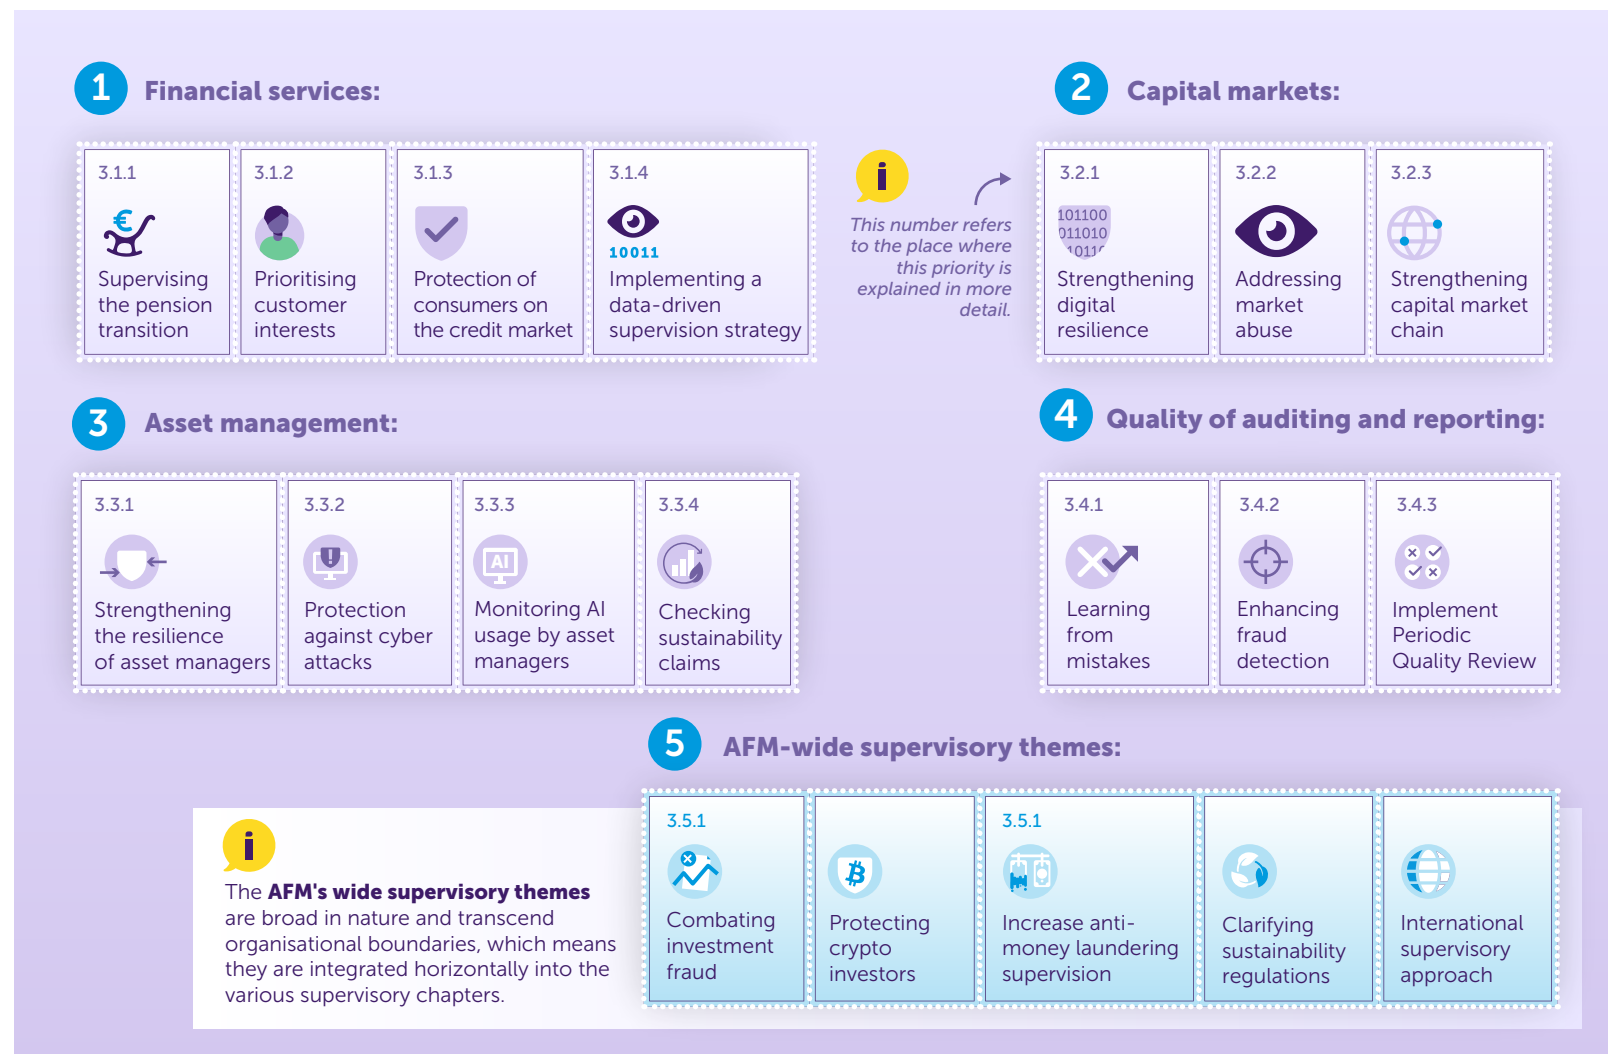 1 Financial services:
3.1.1
€
Supervising
the pension
transition
3.1.2
Prioritising
customer
interests
3.1.3
Protection of
consumers on
the credit market
3.1.4
10011
Implementing a
data-driven
supervision strategy
i
This number refers
to the place where
this priority is
explained in more
detail.
2 Capital markets:
3.2.1
101100
011010
10110
Strengthening
digital
resilience
3.2.2
Addressing
market
abuse
3.2.3
Strengthening
capital market
chain
3 Asset management:
3.3.1
Strengthening
the resilience
of asset managers
3.3.2
!
Protection
against cyber
attacks
3.3.3
AI
Monitoring AI
usage by asset
managers
3.3.4
Checking
sustainability
claims
4 Quality of auditing and reporting:
3.4.1
Learning
from
mistakes
3.4.2
Enhancing
fraud
detection
3.4.3
Implement
Periodic
Quality Review
5 AFM-wide supervisory themes:
i
The AFM's wide supervisory themes
are broad in nature and transcend
organisational boundaries, which means
they are integrated horizontally into the
various supervisory chapters.
3.5.1
Combating
investment
fraud
Protecting
crypto
investors
3.5.1
Increase anti-
money laundering
supervision
Clarifying
sustainability
regulations
International
supervisory
approach